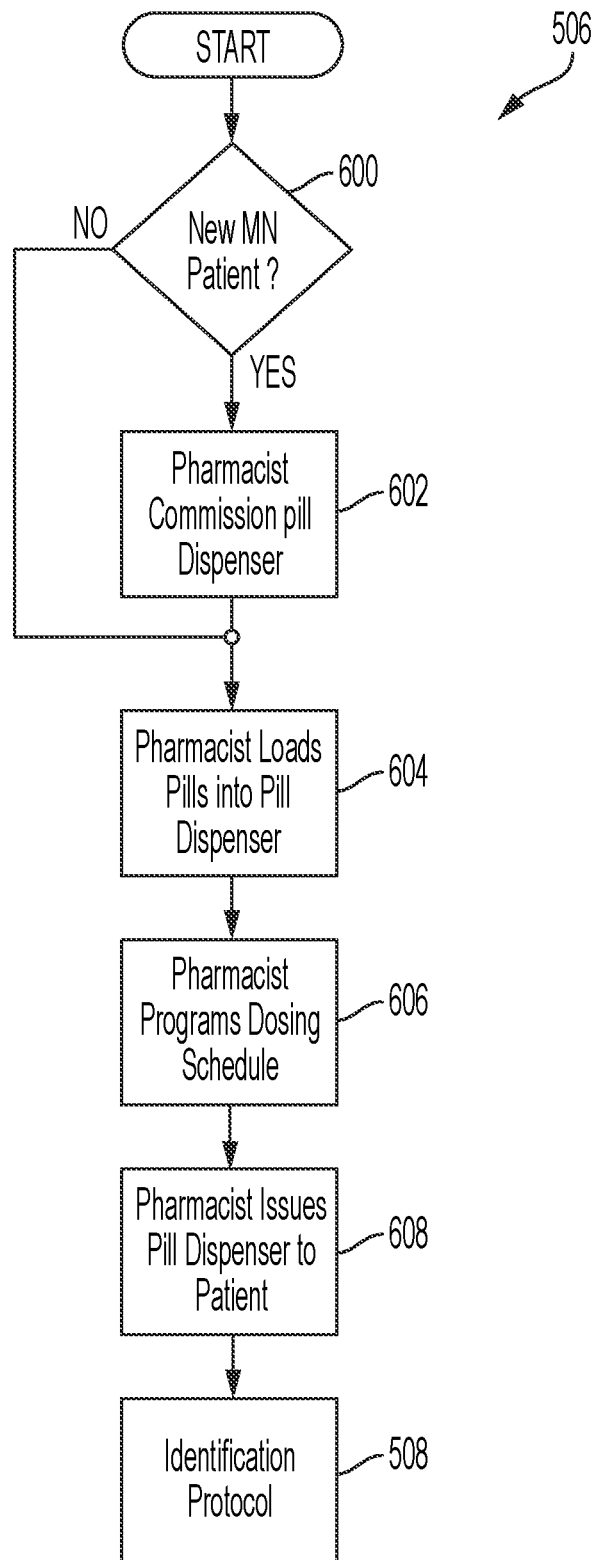 START
506
600
New MN
Patient ?
NO
YES
Pharmacist
Commission pill
Dispenser
602
Pharmacist Loads
Pills into Pill
Dispenser
604
Pharmacist
Programs Dosing
Schedule
606
Pharmacist Issues
Pill Dispenser to
Patient
608
Identification
Protocol
508